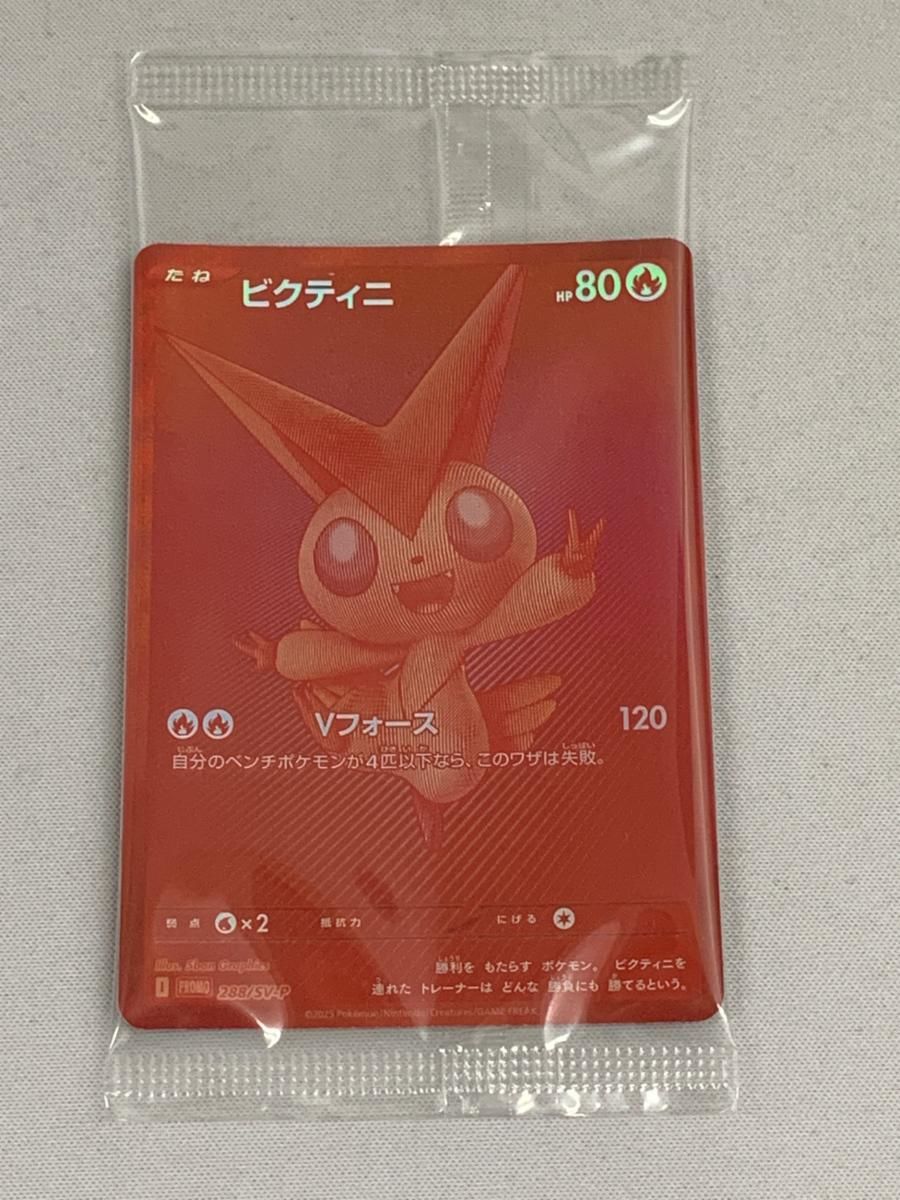 たね ビクティニ HP80
Vフォース 120
自分のベンチポケモンが4匹以下なら、このワザは失敗。
弱点 ×2 抵抗力 にげる
Illus. 5ban Graphics
勝利を もたらす ポケモン。 ビクティニを
I PROMO 288/SV-P
連れた トレーナーは どんな 勝負にも 勝てるという。
©2025 Pokémon/Nintendo/Creatures/GAME FREAK